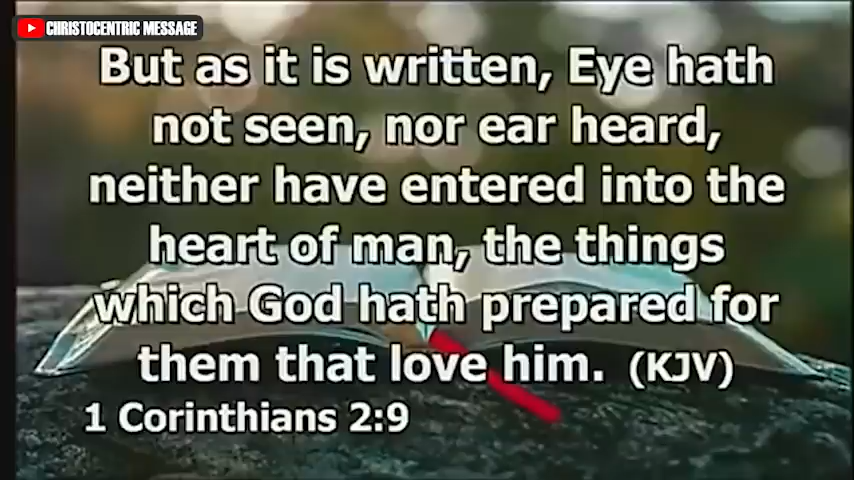 CHRISTOCENTRIC MESSAGE
But as it is written, Eye hath
not seen, nor ear heard,
neither have entered into the
heart of man, the things
which God hath prepared for
them that love him. (KJV)
1 Corinthians 2:9